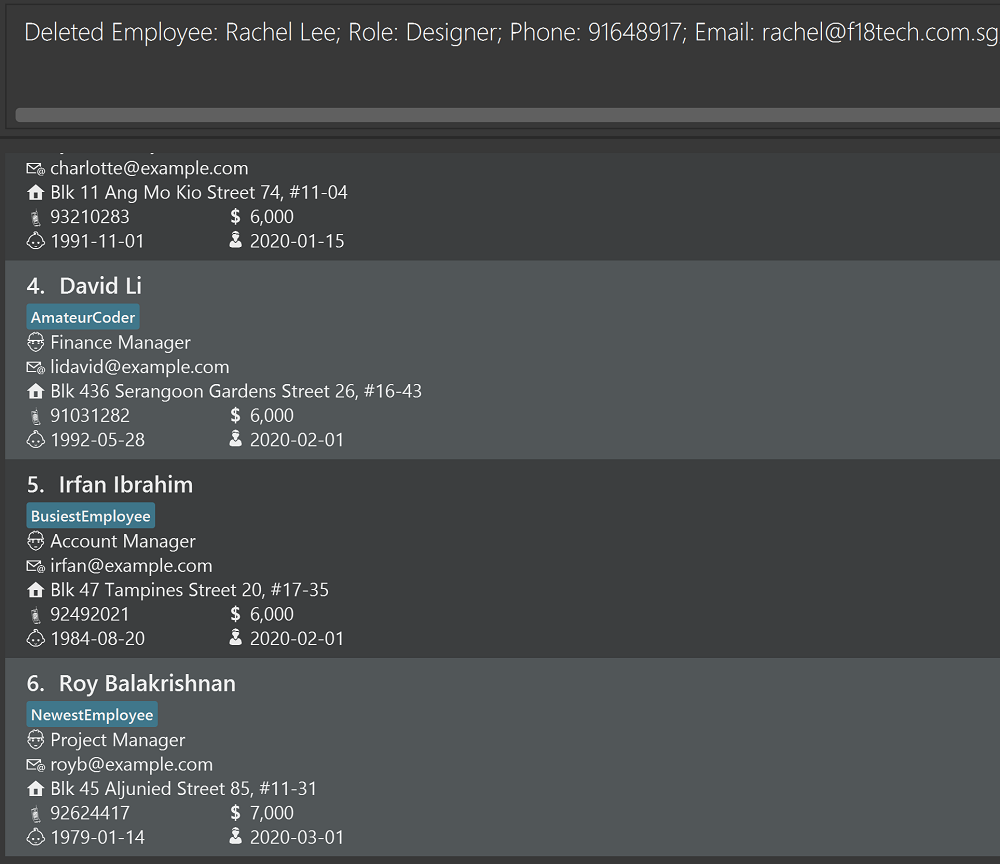 Deleted Employee: Rachel Lee; Role: Designer; Phone: 91648917; Email: rachel@f18tech.com.sg
charlotte@example.com
Blk 11 Ang Mo Kio Street 74, #11-04
93210283 $ 6,000
1991-11-01 2020-01-15
4. David Li
AmateurCoder
Finance Manager
lidavid@example.com
Blk 436 Serangoon Gardens Street 26, #16-43
91031282 $ 6,000
1992-05-28 2020-02-01
5. Irfan Ibrahim
BusiestEmployee
Account Manager
irfan@example.com
Blk 47 Tampines Street 20, #17-35
92492021 $ 6,000
1984-08-20 2020-02-01
6. Roy Balakrishnan
NewestEmployee
Project Manager
royb@example.com
Blk 45 Aljunied Street 85, #11-31
92624417 $ 7,000
1979-01-14 2020-03-01